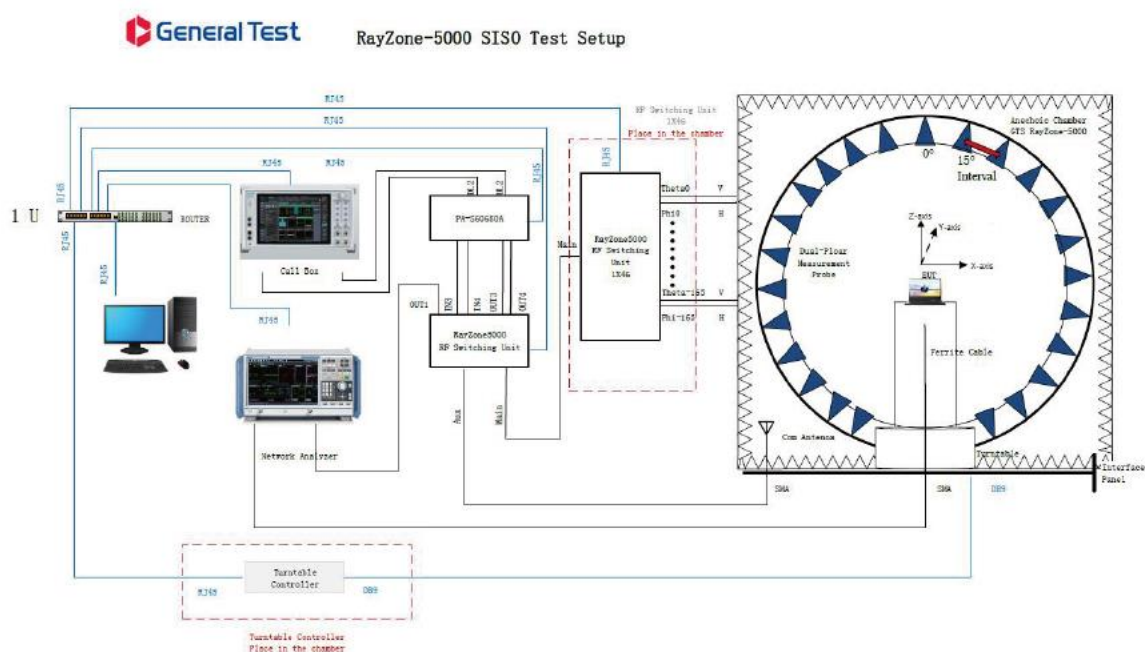 General Test
RayZone-5000 SISO Test Setup
RJ45
RJ45
RJ45
RJ45
RF Switching Unit
1X46
Place in the chamber
Anechoic Chamber
GTS RayZone-5000
0°
15°
Interval
RJ45
RJ45
RJ45
1 U
ROUTER
RJ45
RJ45
RJ45
Call Box
PA-S60680A
Main
RayZone5000
RF Switching
Unit
1X46
Theta0
V
Phi0
H
Theta-165
V
Phi-165
H
Z-axis
Y-axis
X-axis
EUT
Dual-Ploar
Measurement
Probe
Ferrite Cable
OUT1
IN3
IN4
OUT3
OUT4
RayZone5000
RF Switching Unit
Aux
Main
Network Analyzer
Com Antenna
Turntable
Interface
Panel
SMA
SMA
DB9
Turntable
Controller
RJ45
DB9
Turntable Controller
Place in the chamber